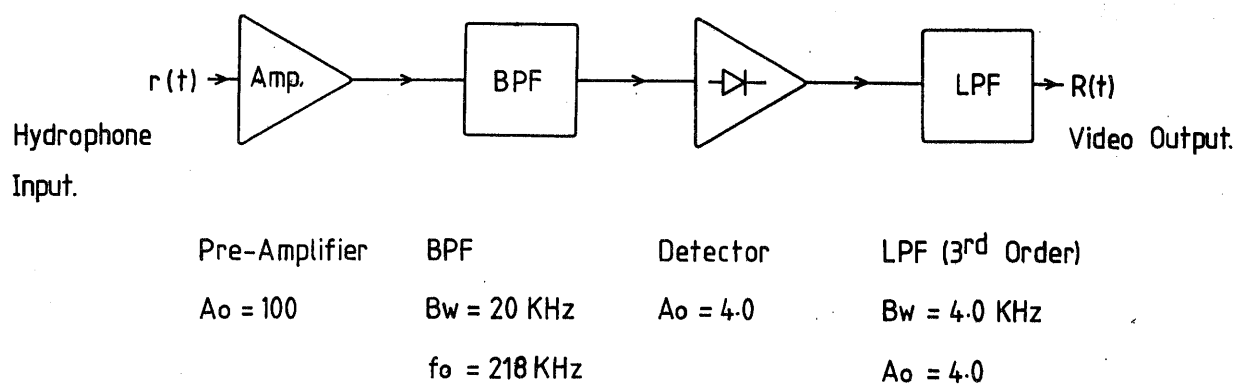 r(t) Amp. BPF LPF R(t)
Hydrophone Video Output.
Input.
Pre-Amplifier BPF Detector LPF (3rd Order)
Ao = 100 Bw = 20 KHz Ao = 4.0 Bw = 4.0 KHz
fo = 218 KHz Ao = 4.0